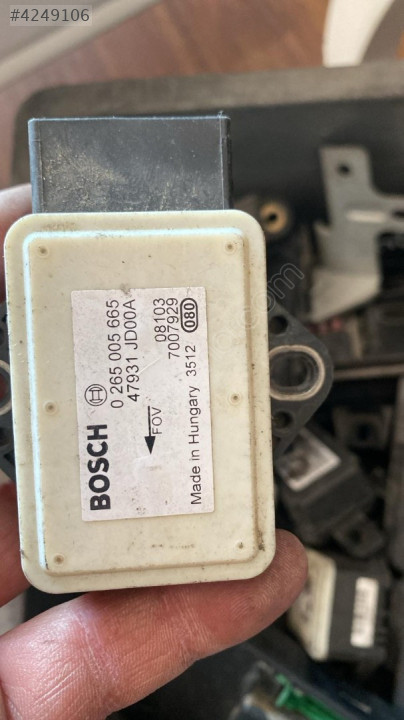 #4249106
BOSCH
0 265 005 665
47931 JD00A
FOV
08103
7007929
080
Made in Hungary 3512